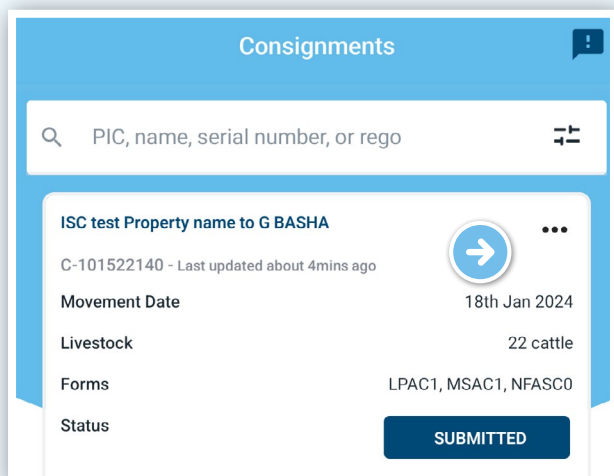 Consignments
PIC, name, serial number, or rego
ISC test Property name to G BASHA
C-101522140 - Last updated about 4mins ago
Movement Date 18th Jan 2024
Livestock 22 cattle
Forms LPAC1, MSAC1, NFASC0
Status SUBMITTED